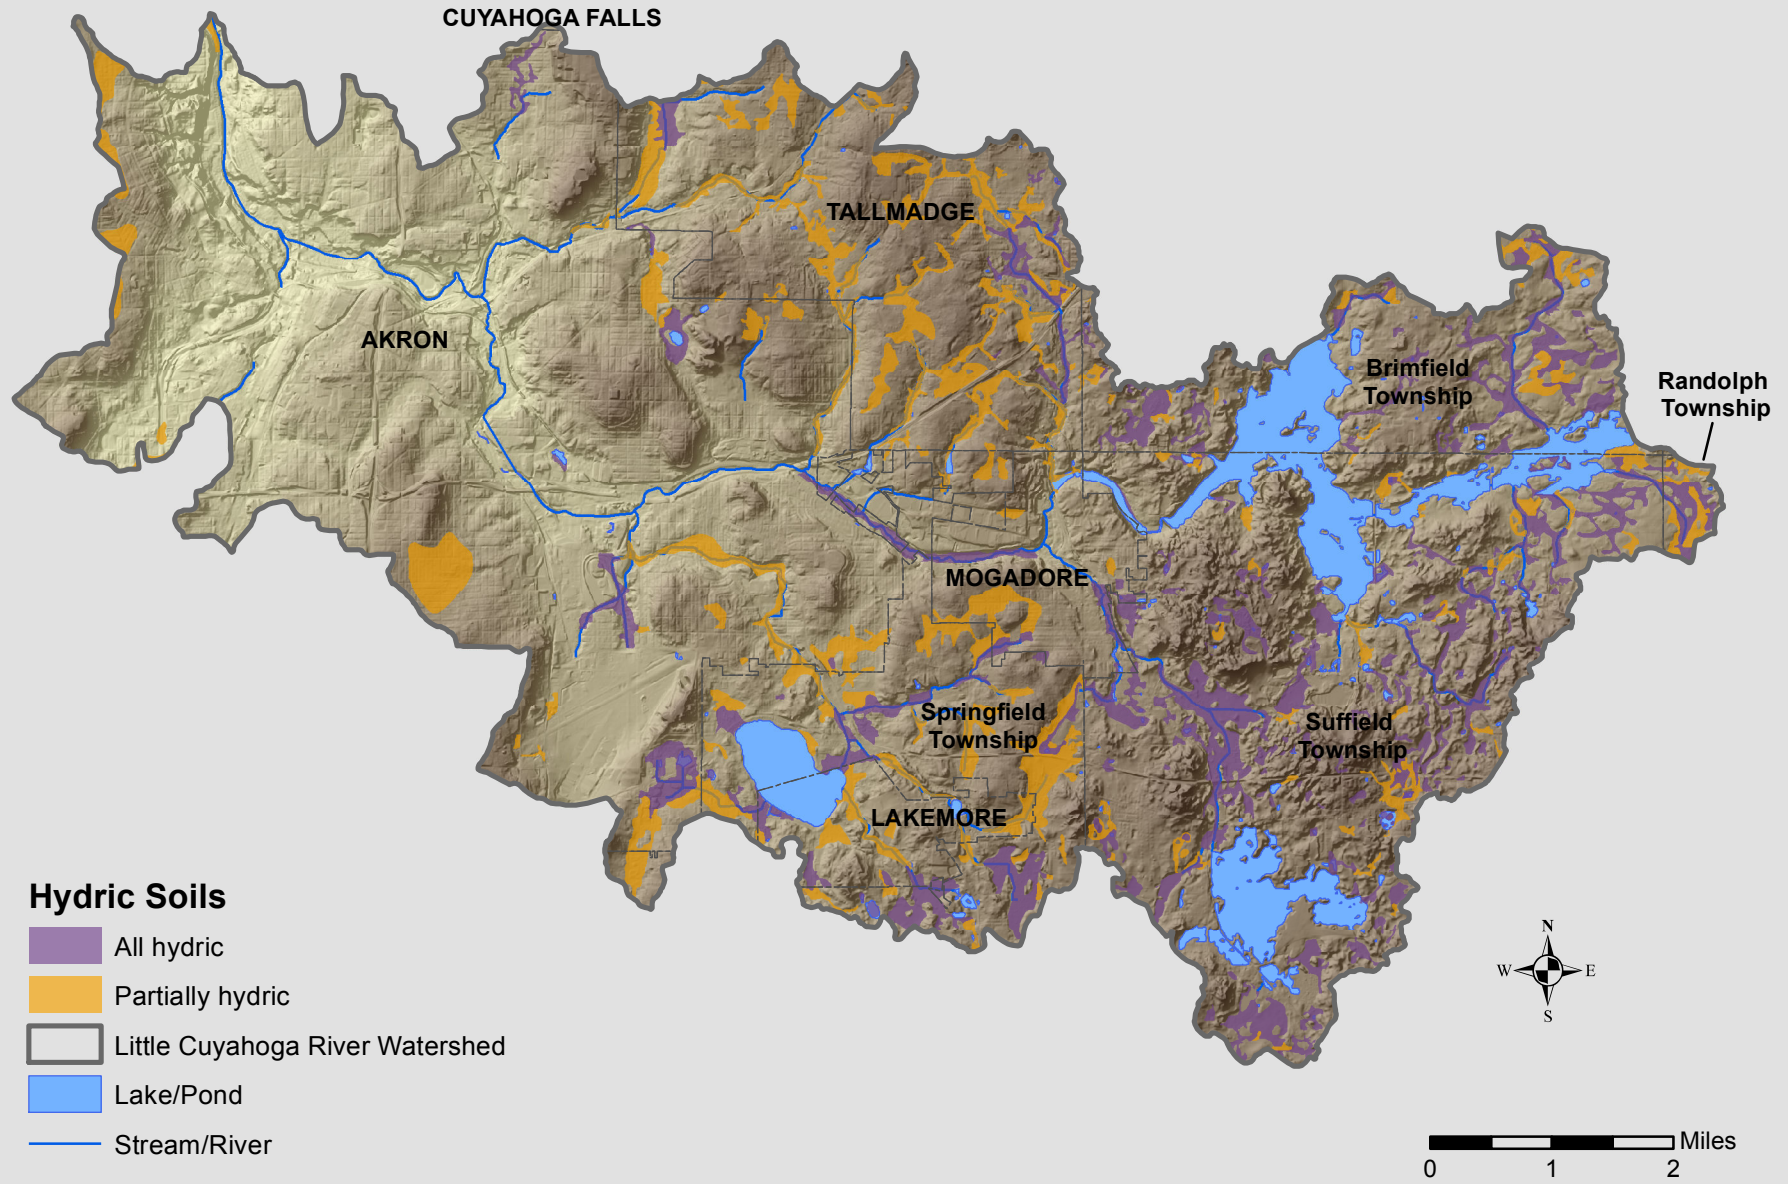 CUYAHOGA FALLS
TALLMADGE
AKRON
Brimfield
Township
Randolph
Township
MOGADORE
Springfield
Township
Suffield
Township
LAKEMORE
Hydric Soils
All hydric
Partially hydric
Little Cuyahoga River Watershed
Lake/Pond
Stream/River
N
W E
S
Miles
0 1 2